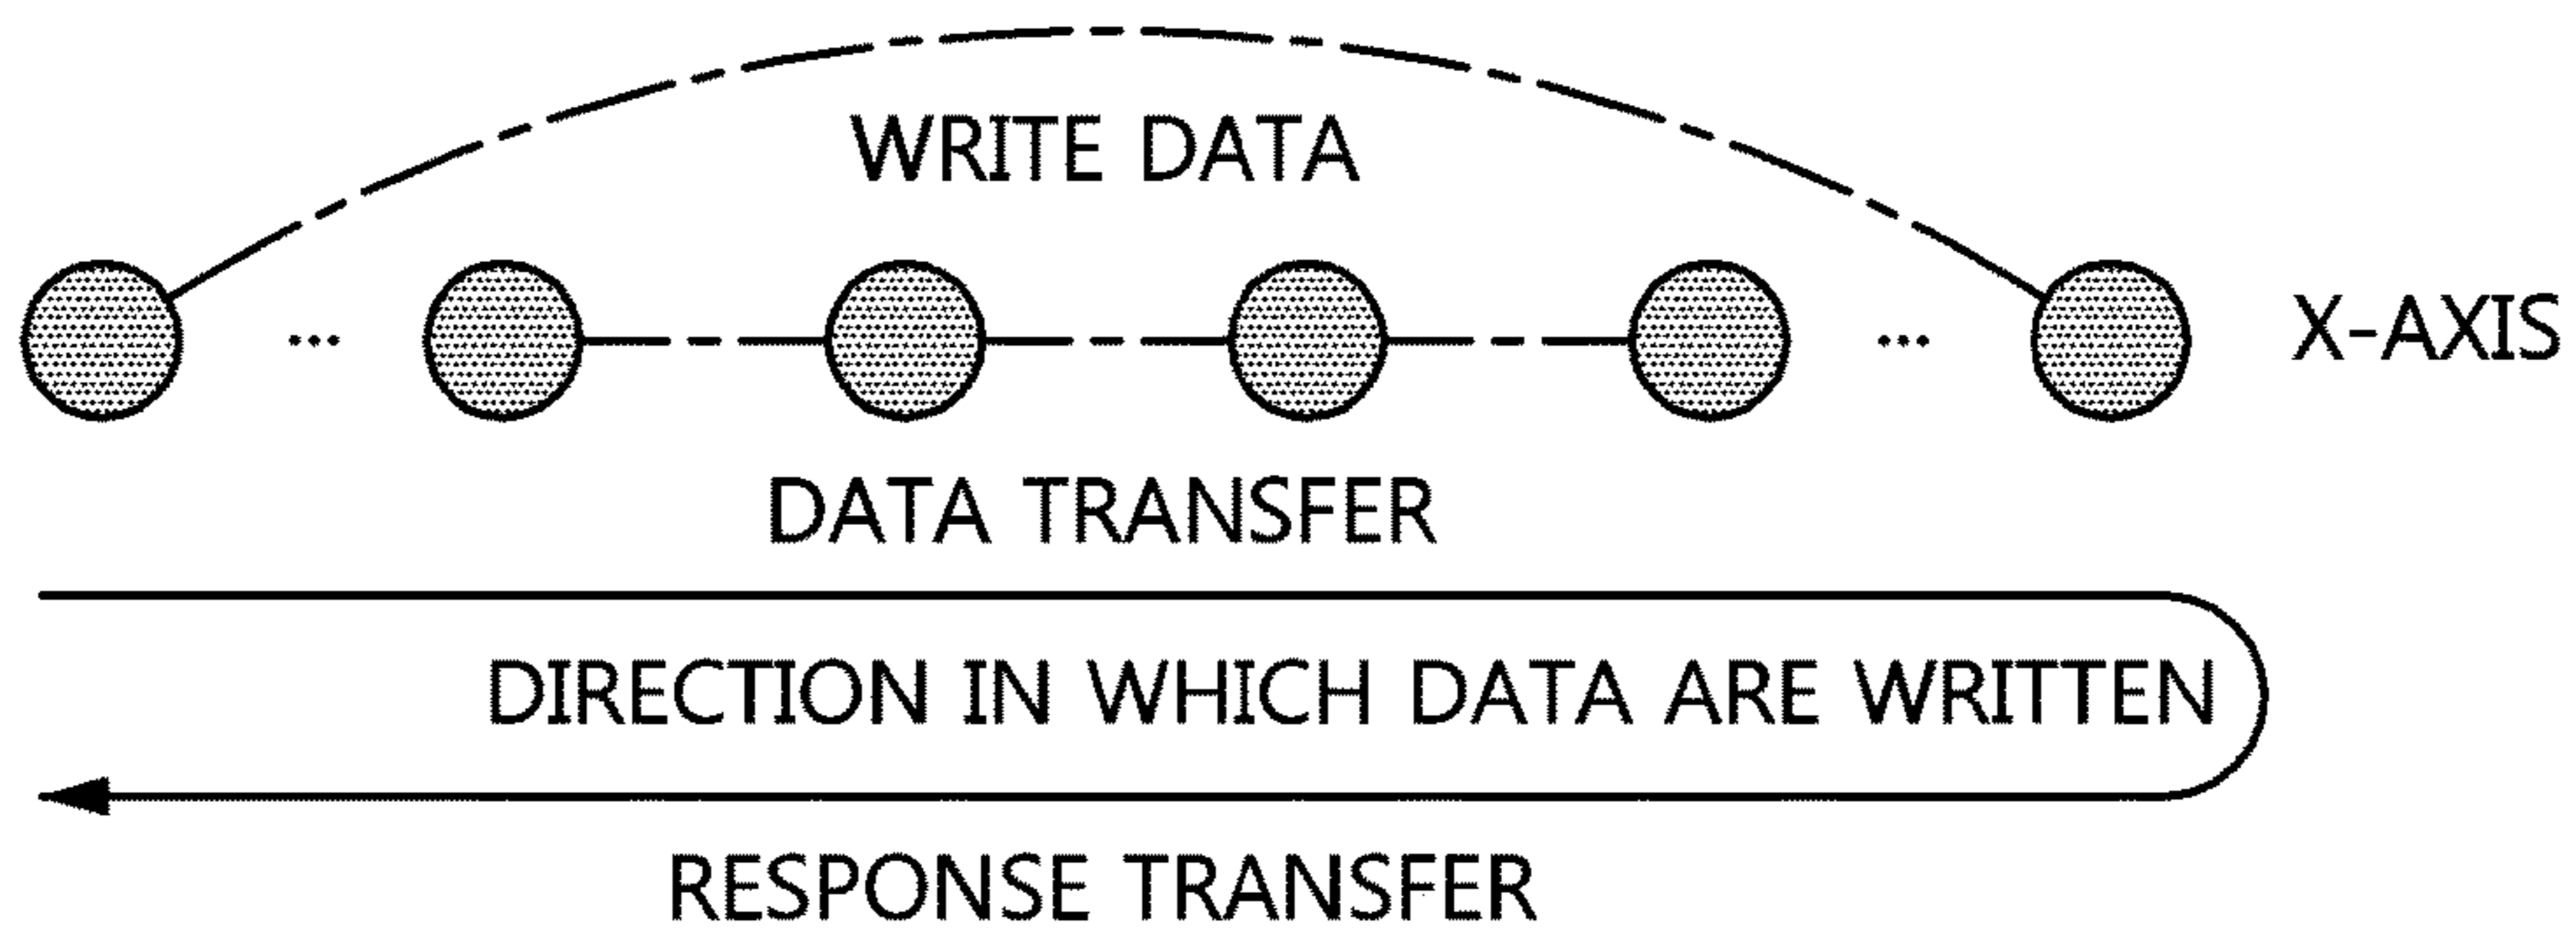 WRITE DATA
... ... X-AXIS
DATA TRANSFER
DIRECTION IN WHICH DATA ARE WRITTEN
RESPONSE TRANSFER